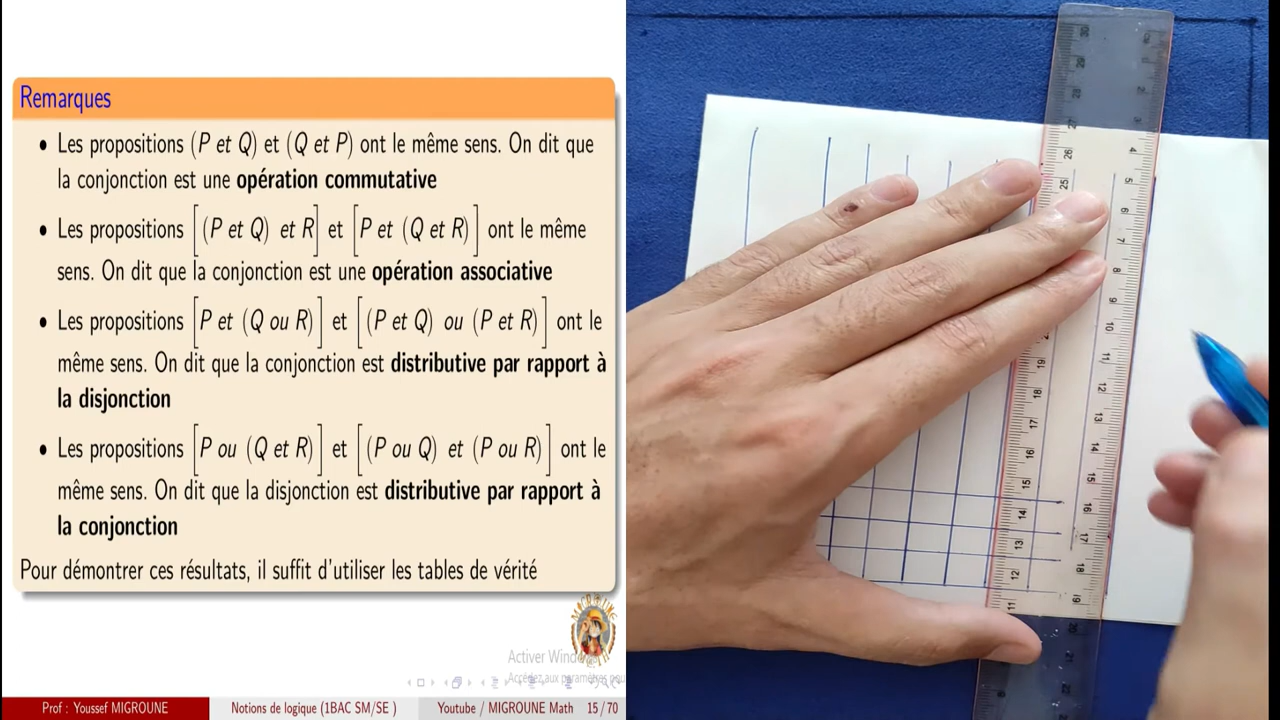 Remarques
• Les propositions (P et Q) et (Q et P) ont le même sens. On dit que
la conjonction est une opération commutative
• Les propositions [(P et Q) et R] et [P et (Q et R)] ont le même
sens. On dit que la conjonction est une opération associative
• Les propositions [P et (Q ou R)] et [(P et Q) ou (P et R)] ont le
même sens. On dit que la conjonction est distributive par rapport à
la disjonction
• Les propositions [P ou (Q et R)] et [(P ou Q) et (P ou R)] ont le
même sens. On dit que la disjonction est distributive par rapport à
la conjonction
Pour démontrer ces résultats, il suffit d'utiliser les tables de vérité
Activer
Accédez aux paramètres
Prof : Youssef MIGROUNE
Notions de logique (1BAC SM/SE )
Youtube / MIGROUNE Math
15 / 70